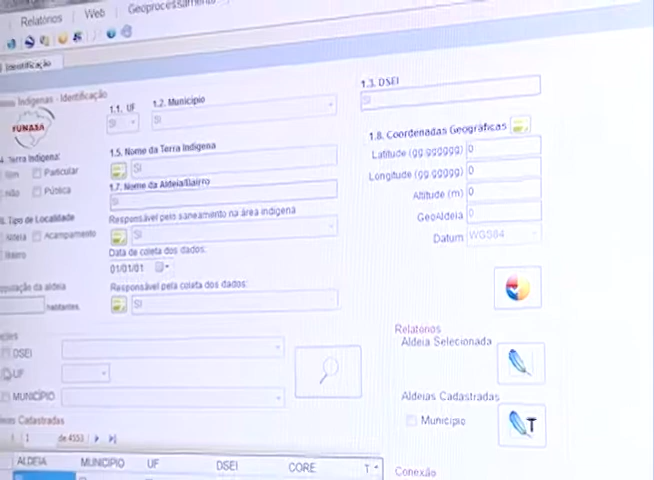 Relatórios Web Geoprocessamento
Identificação
Indígenas - Identificação
FUNASA
1.1. UF
1.2. Município
1.3. DSEI
SI
SI
SI
Terra Indígena:
Sim
Particular
não
Pública
1.5. Nome da Terra Indígena
SI
1.7. Nome da Aldeia/Bairro
SI
1.8. Coordenadas Geográficas
Latitude (gg.gggggg) 0
Longitude (gg.gggggg) 0
Altitude (m) 0
GeoAldeia 0
Datum WGS84
Tipo de Localidade
Aldeia
Acampamento
Bairro
Responsável pelo saneamento na área indígena
SI
Data de coleta dos dados:
01/01/01
Responsável pela coleta dos dados:
SI
população da aldeia
habitantes.
DSEI
UF
MUNICÍPIO
Relatórios
Aldeia Selecionada
Aldeias Cadastradas
Município
T
Cadastradas
1 de 4553
ALDEIA MUNICIPIO UF DSEI CORE T
Conexão